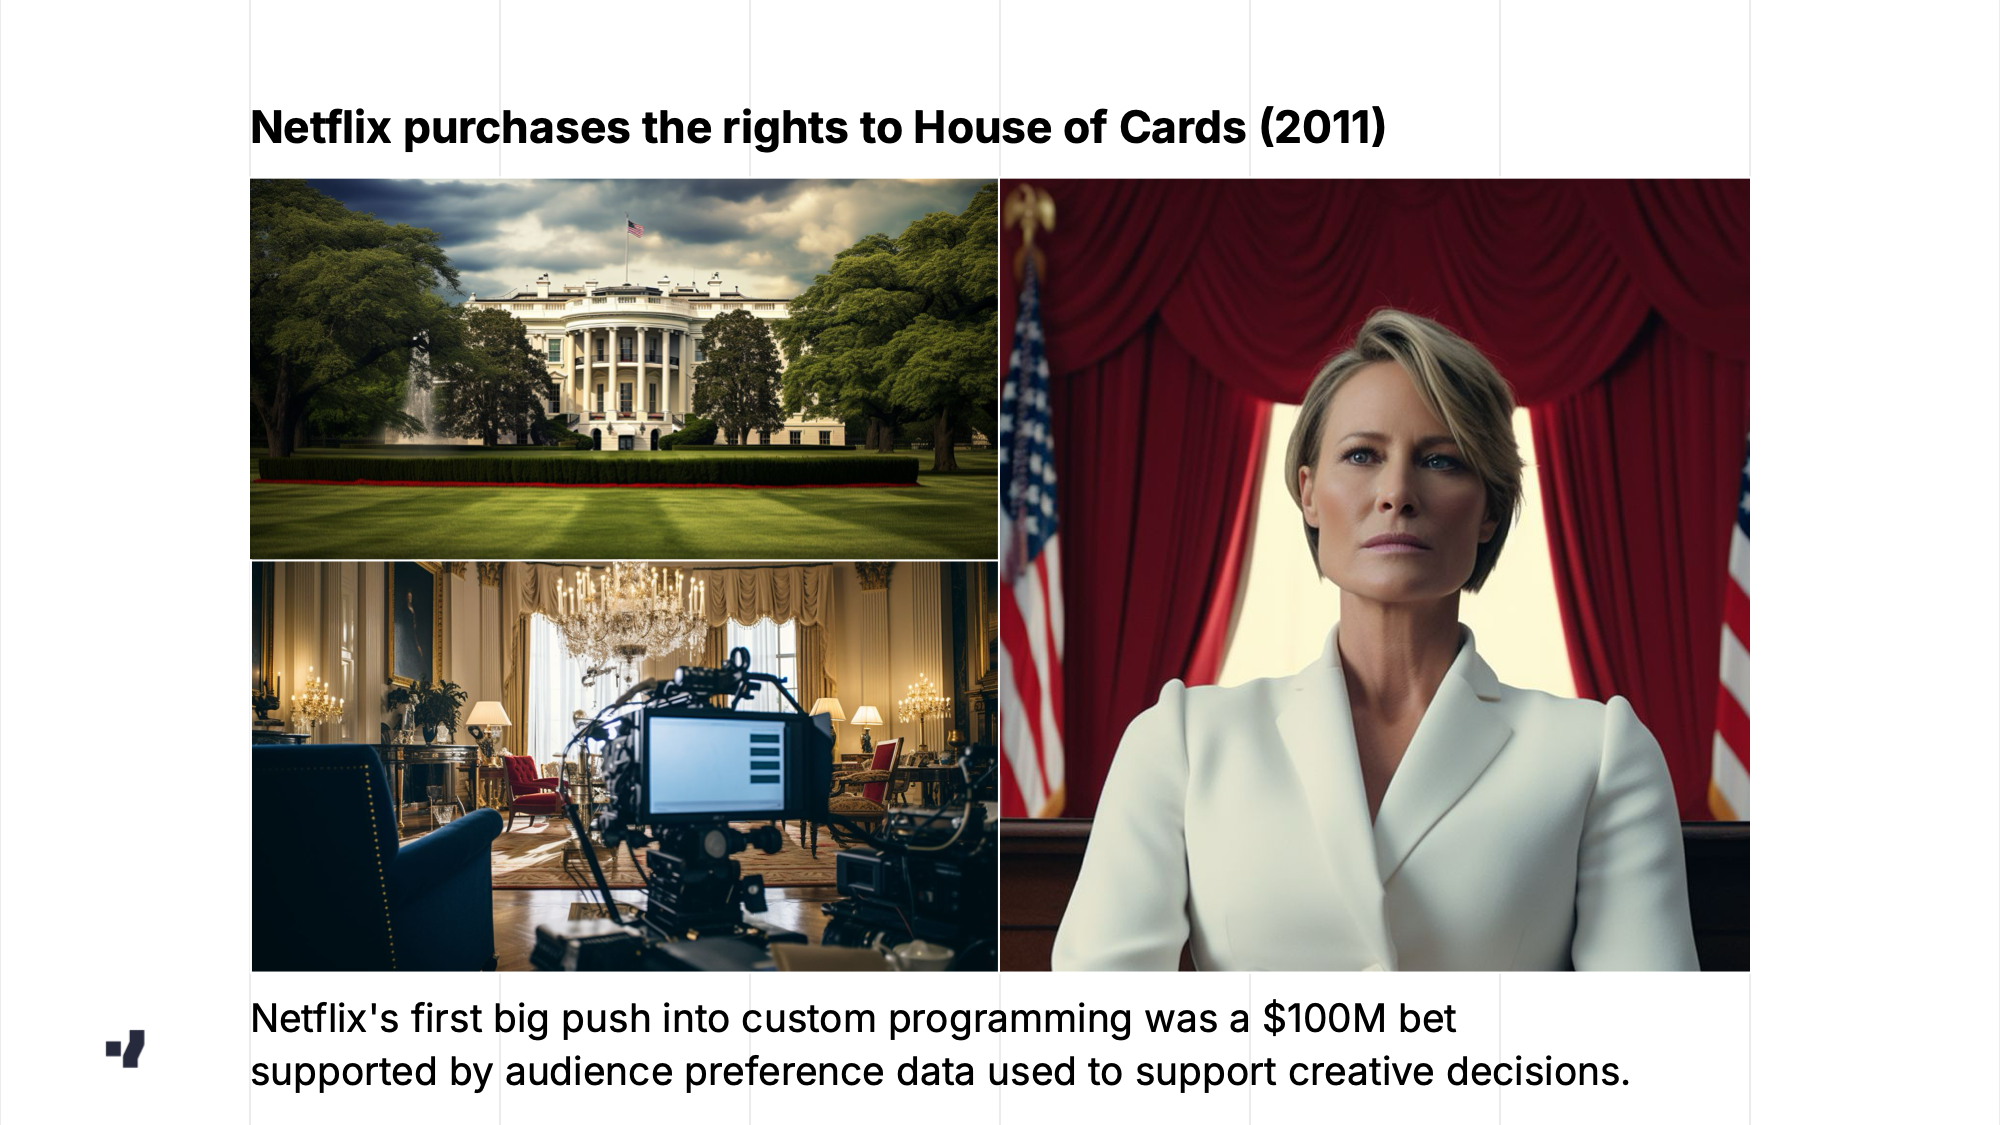 Netflix purchases the rights to House of Cards (2011)
Netflix's first big push into custom programming was a $100M bet
supported by audience preference data used to support creative decisions.